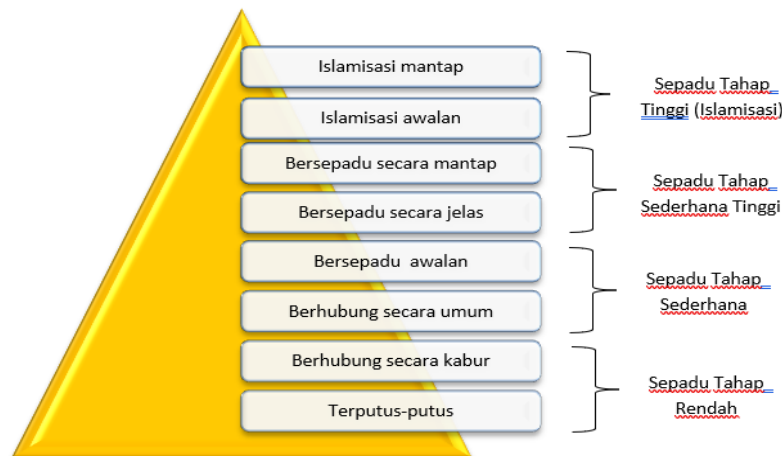 Islamisasi mantap
Islamisasi awalan
Sepadu Tahap
Tinggi (Islamisasi)
Bersepadu secara mantap
Bersepadu secara jelas
Sepadu Tahap
Sederhana Tinggi
Bersepadu awalan
Berhubung secara umum
Sepadu Tahap
Sederhana
Berhubung secara kabur
Terputus-putus
Sepadu Tahap
Rendah